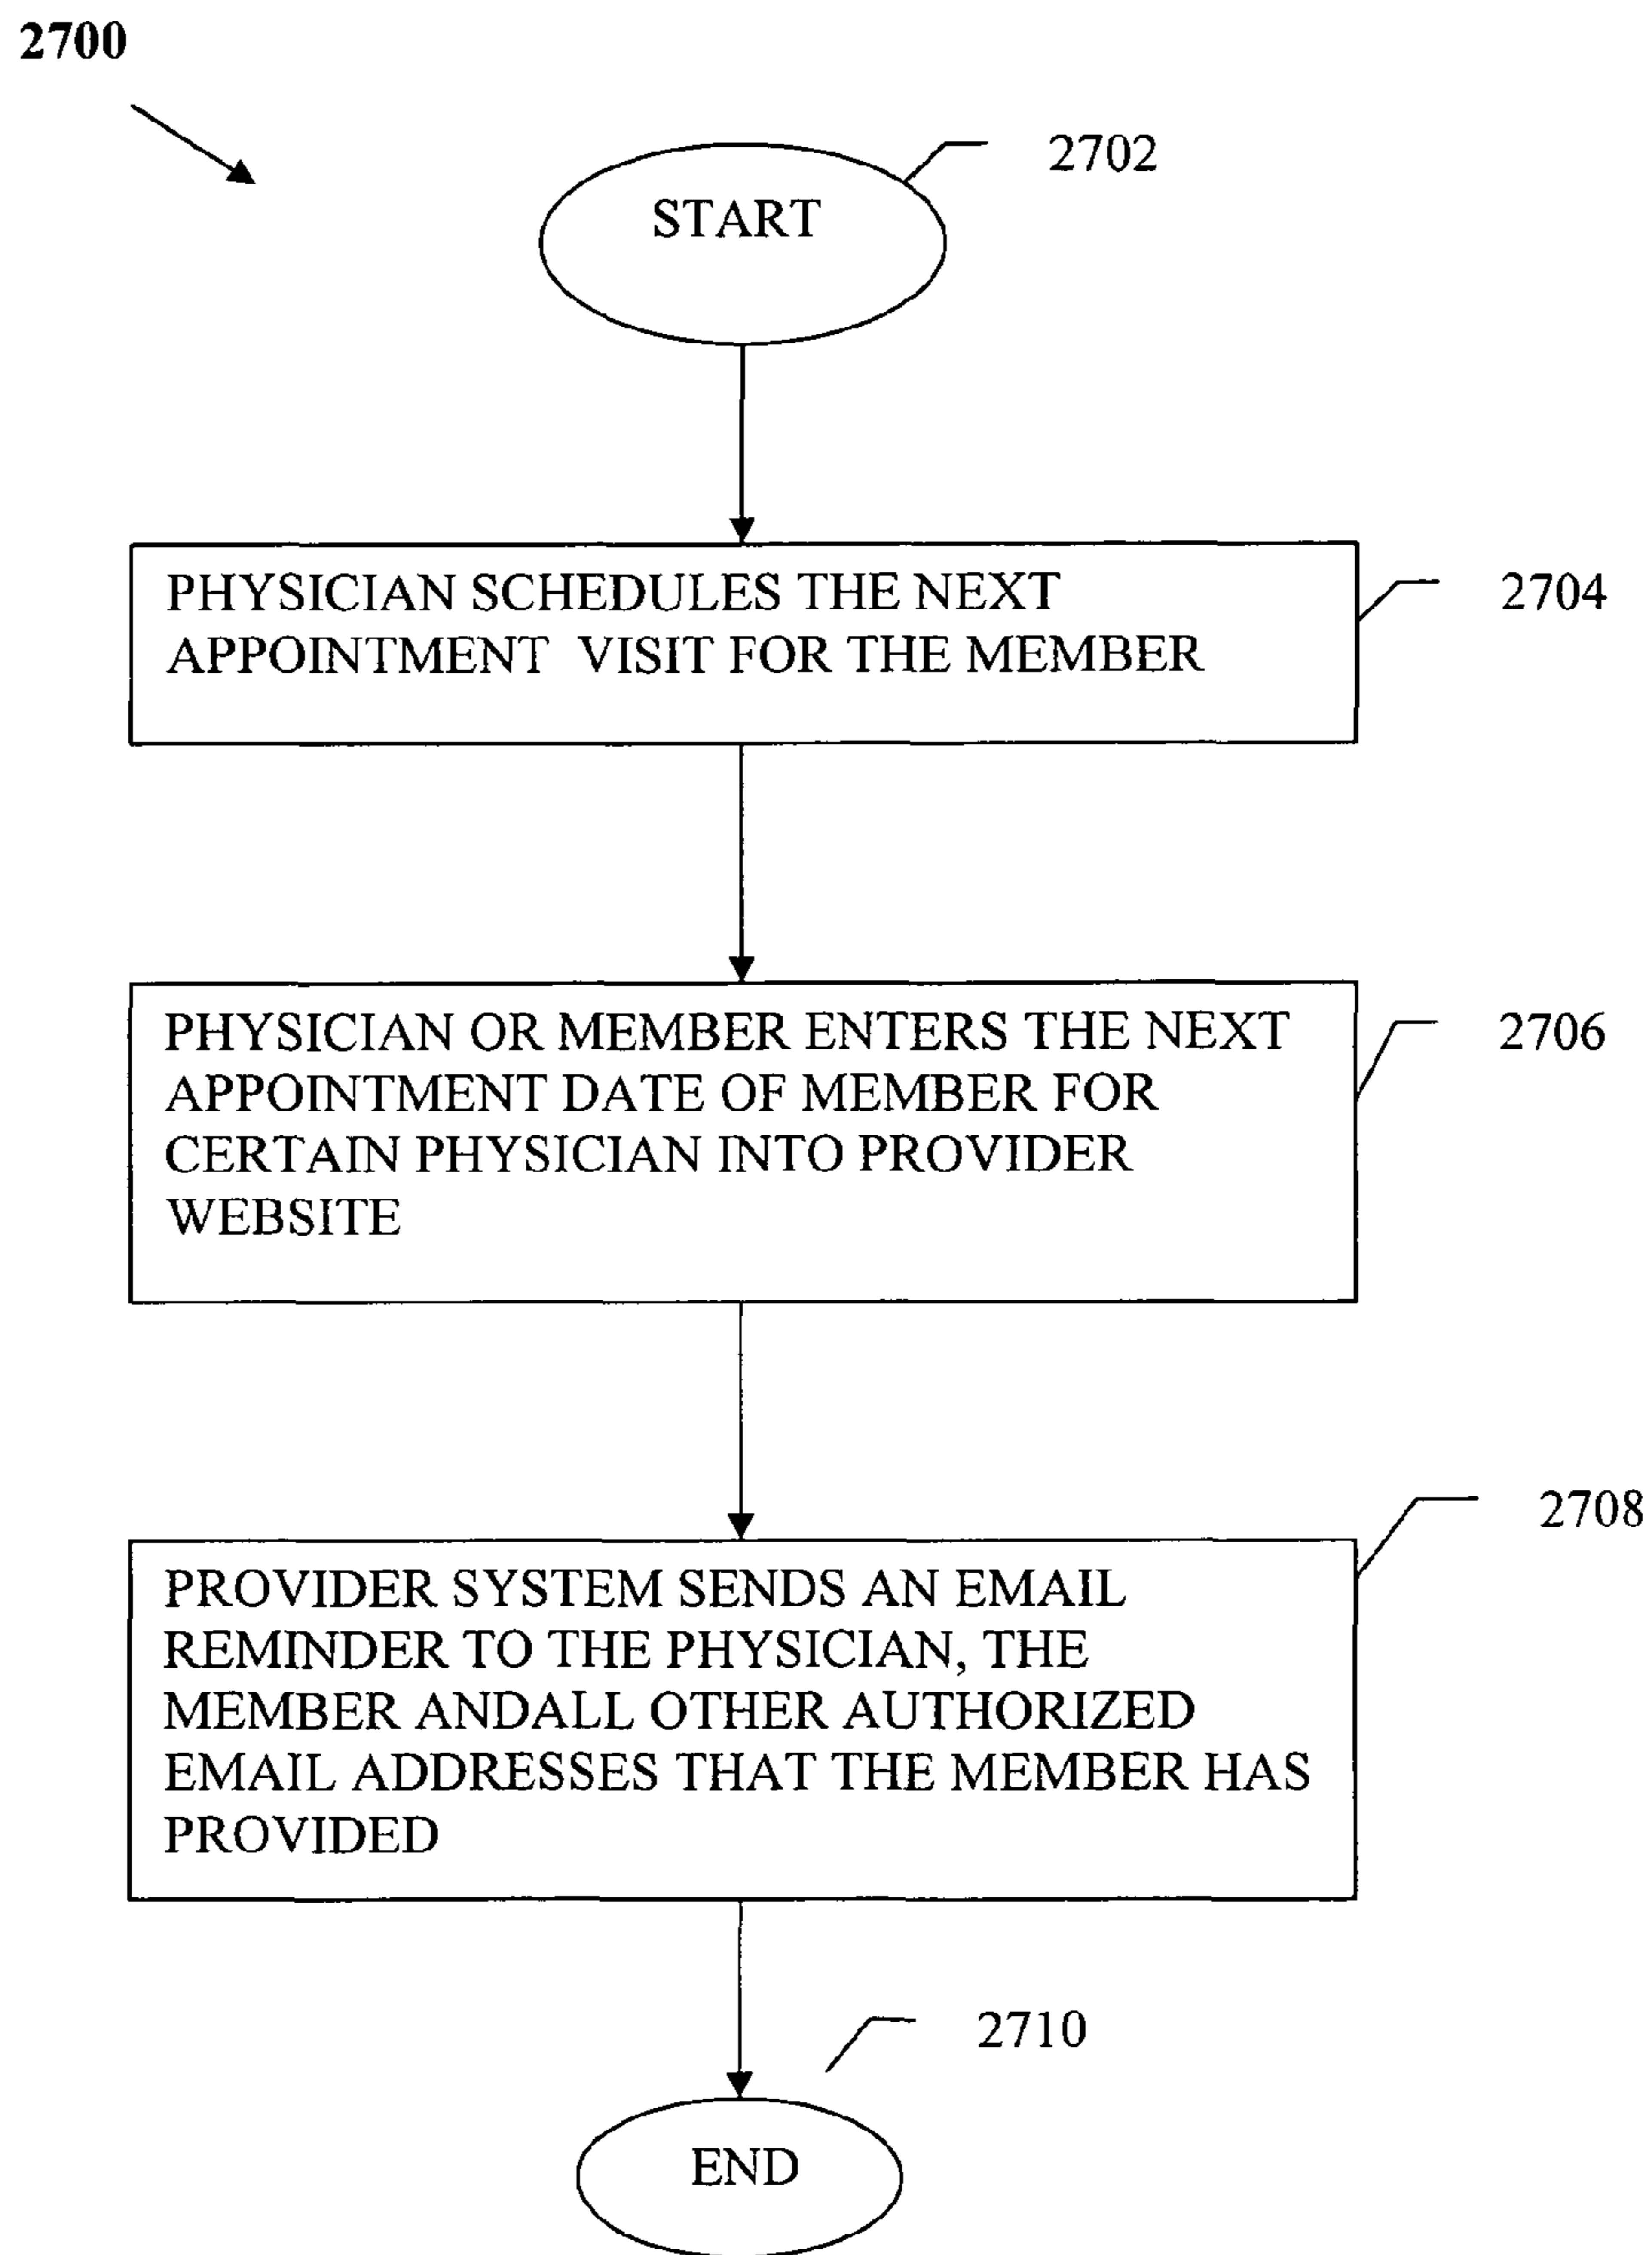 2700
2702
START
PHYSICIAN SCHEDULES THE NEXT
2704
APPOINTMENT VISIT FOR THE MEMBER
PHYSICIAN OR MEMBER ENTERS THE NEXT
2706
APPOINTMENT DATE OF MEMBER FOR
CERTAIN PHYSICIAN INTO PROVIDER
WEBSITE
2708
PROVIDER SYSTEM SENDS AN EMAIL
REMINDER TO THE PHYSICIAN, THE
MEMBER ANDALL OTHER AUTHORIZED
EMAIL ADDRESSES THAT THE MEMBER HAS
PROVIDED
2710
END